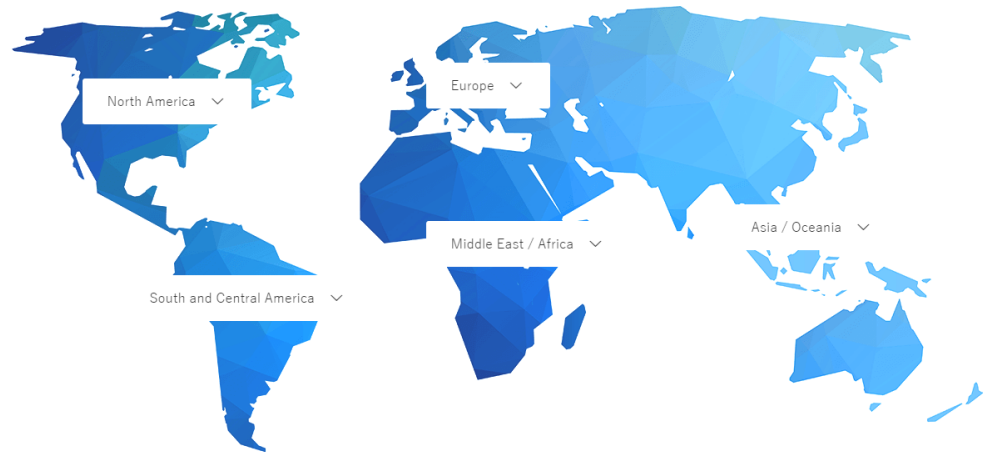 North America
Europe
Asia / Oceania
Middle East / Africa
South and Central America